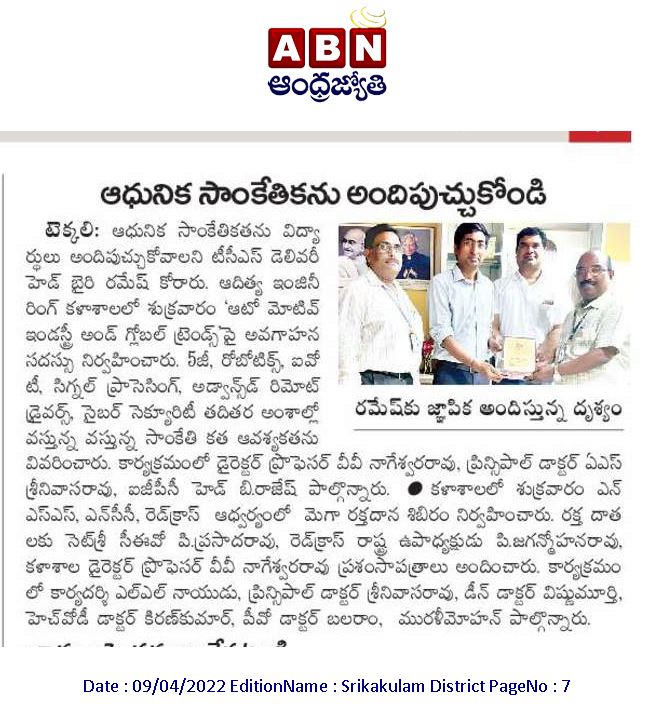 ABN
ఆంధ్రజ్యోతి
ఆధునిక సాంకేతికను అందిపుచ్చుకోండి
టెక్కలి: ఆధునిక సాంకేతికతను విద్యా
ర్థులు అందిపుచ్చుకోవాలని టీసీఎస్ డెలివరీ
హెడ్ బైరి రమేష్ కోరారు. ఆదిత్య ఇంజినీ
రింగ్ కళాశాలలో శుక్రవారం 'ఆటో మోటివ్
ఇండస్ట్రీ అండ్ గ్లోబల్ ట్రెండ్స్'పై అవగాహన
సదస్సు నిర్వహించారు. 5జీ, రోబోటిక్స్, ఐవో
టీ, సిగ్నల్ ప్రాసెసింగ్, అడ్వాన్స్‌డ్ రిమోట్
డ్రైవర్స్, సైబర్ సెక్యూరిటీ తదితర అంశాల్లో
వస్తున్న వస్తున్న సాంకేతి కత ఆవశ్యకతను
వివరించారు. కార్యక్రమంలో డైరెక్టర్ ప్రొఫెసర్ వీవీ నాగేశ్వరరావు, ప్రిన్సిపాల్ డాక్టర్ ఏఎస్
శ్రీనివాసరావు, ఐజీపీసీ హెడ్ బి.రాజేష్ పాల్గొన్నారు. ● కళాశాలలో శుక్రవారం ఎన్
ఎస్ఎస్, ఎన్‌సీసీ, రెడ్‌క్రాస్ ఆధ్వర్యంలో మెగా రక్తదాన శిబిరం నిర్వహించారు. రక్త దాత
లకు సెట్‌శ్రీ సీఈవో పి.ప్రసాదరావు, రెడ్‌క్రాస్ రాష్ట్ర ఉపాధ్యక్షుడు పి.జగన్మోహనరావు,
కళాశాల డైరెక్టర్ ప్రొఫెసర్ వీవీ నాగేశ్వరరావు ప్రశంసాపత్రాలు అందించారు. కార్యక్రమం
లో కార్యదర్శి ఎల్ఎల్ నాయుడు, ప్రిన్సిపాల్ డాక్టర్ శ్రీనివాసరావు, డీన్ డాక్టర్ విష్ణుమూర్తి,
హెచ్‌వోడీ డాక్టర్ కిరణ్‌కుమార్, పీవో డాక్టర్ బలరాం, మురళీమోహన్ పాల్గొన్నారు.
రమేష్‌కు జ్ఞాపిక అందిస్తున్న దృశ్యం
Date : 09/04/2022 EditionName : Srikakulam District PageNo : 7